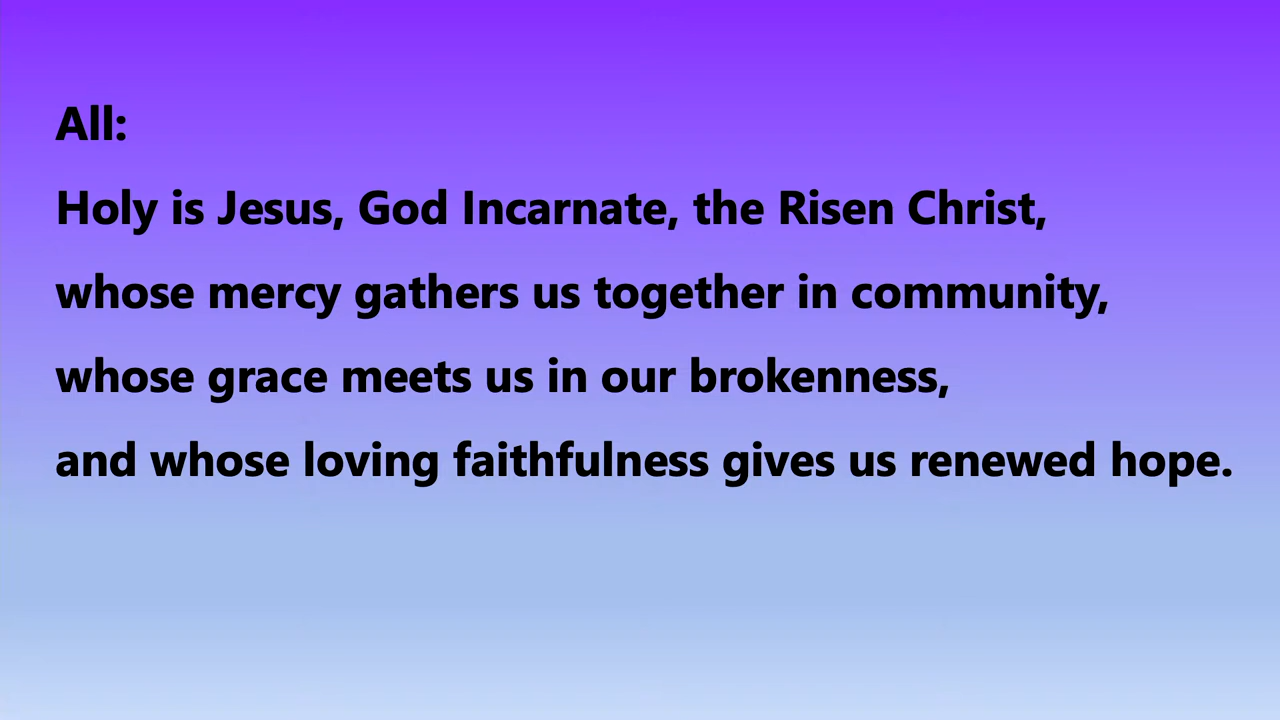 All:
Holy is Jesus, God Incarnate, the Risen Christ,
whose mercy gathers us together in community,
whose grace meets us in our brokenness,
and whose loving faithfulness gives us renewed hope.